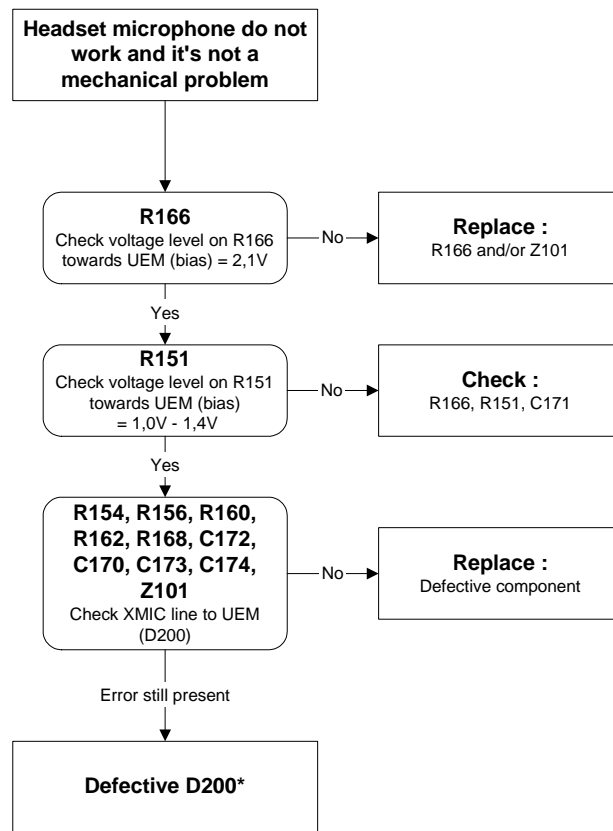 Headset microphone do not
work and it's not a
mechanical problem
R166
Check voltage level on R166
towards UEM (bias) = 2,1V
No
Replace :
R166 and/or Z101
Yes
R151
Check voltage level on R151
towards UEM (bias)
= 1,0V - 1,4V
No
Check :
R166, R151, C171
Yes
R154, R156, R160,
R162, R168, C172,
C170, C173, C174,
Z101
Check XMIC line to UEM
(D200)
No
Replace :
Defective component
Error still present
Defective D200*